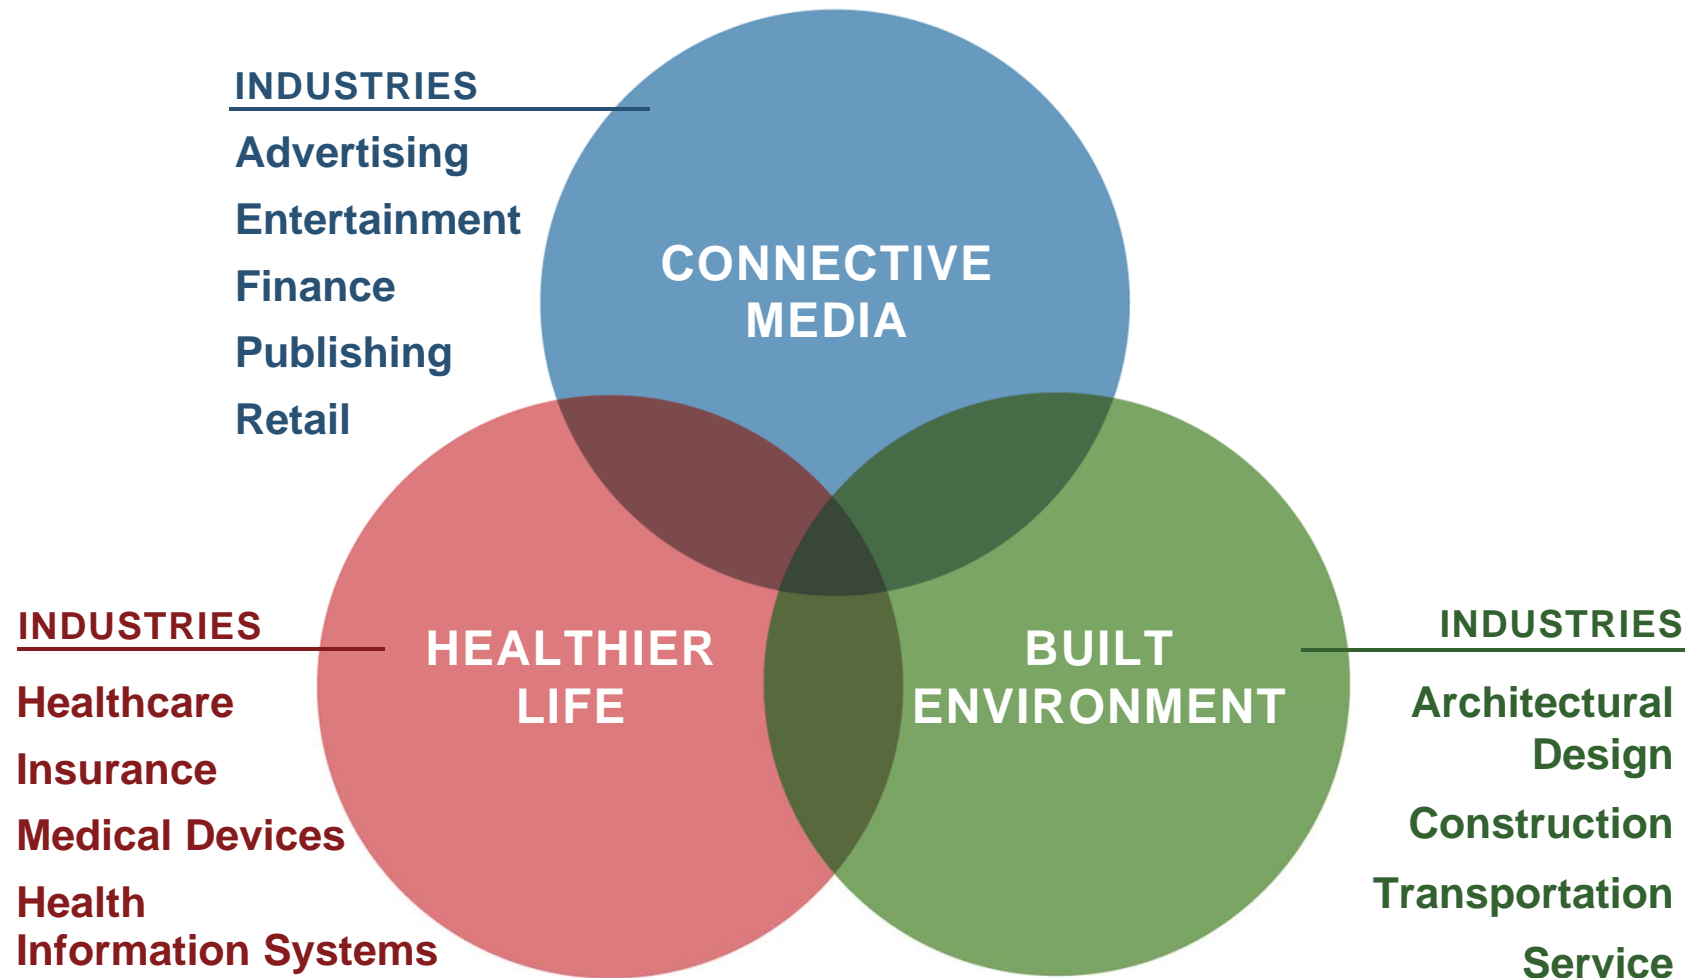 INDUSTRIES
Advertising
Entertainment
Finance
Publishing
Retail
CONNECTIVE
MEDIA
INDUSTRIES
Healthcare
Insurance
Medical Devices
Health
Information Systems
HEALTHIER
LIFE
BUILT
ENVIRONMENT
INDUSTRIES
Architectural
Design
Construction
Transportation
Service